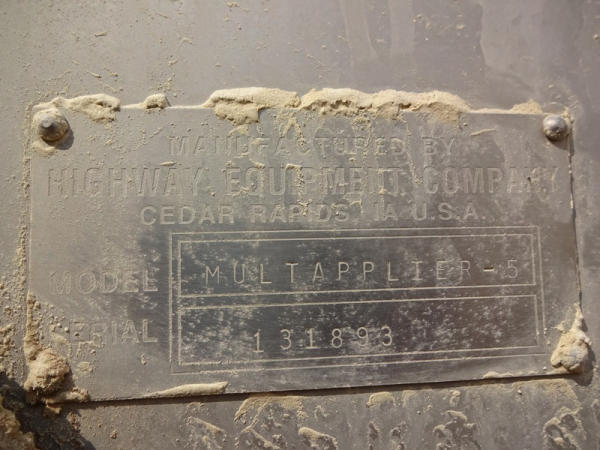 MANUFACTURED BY
HIGHWAY EQUIPMENT COMPANY
CEDAR RAPIDS, IA U.S.A.
MODEL MULTAPPLIER-5
SERIAL 131893